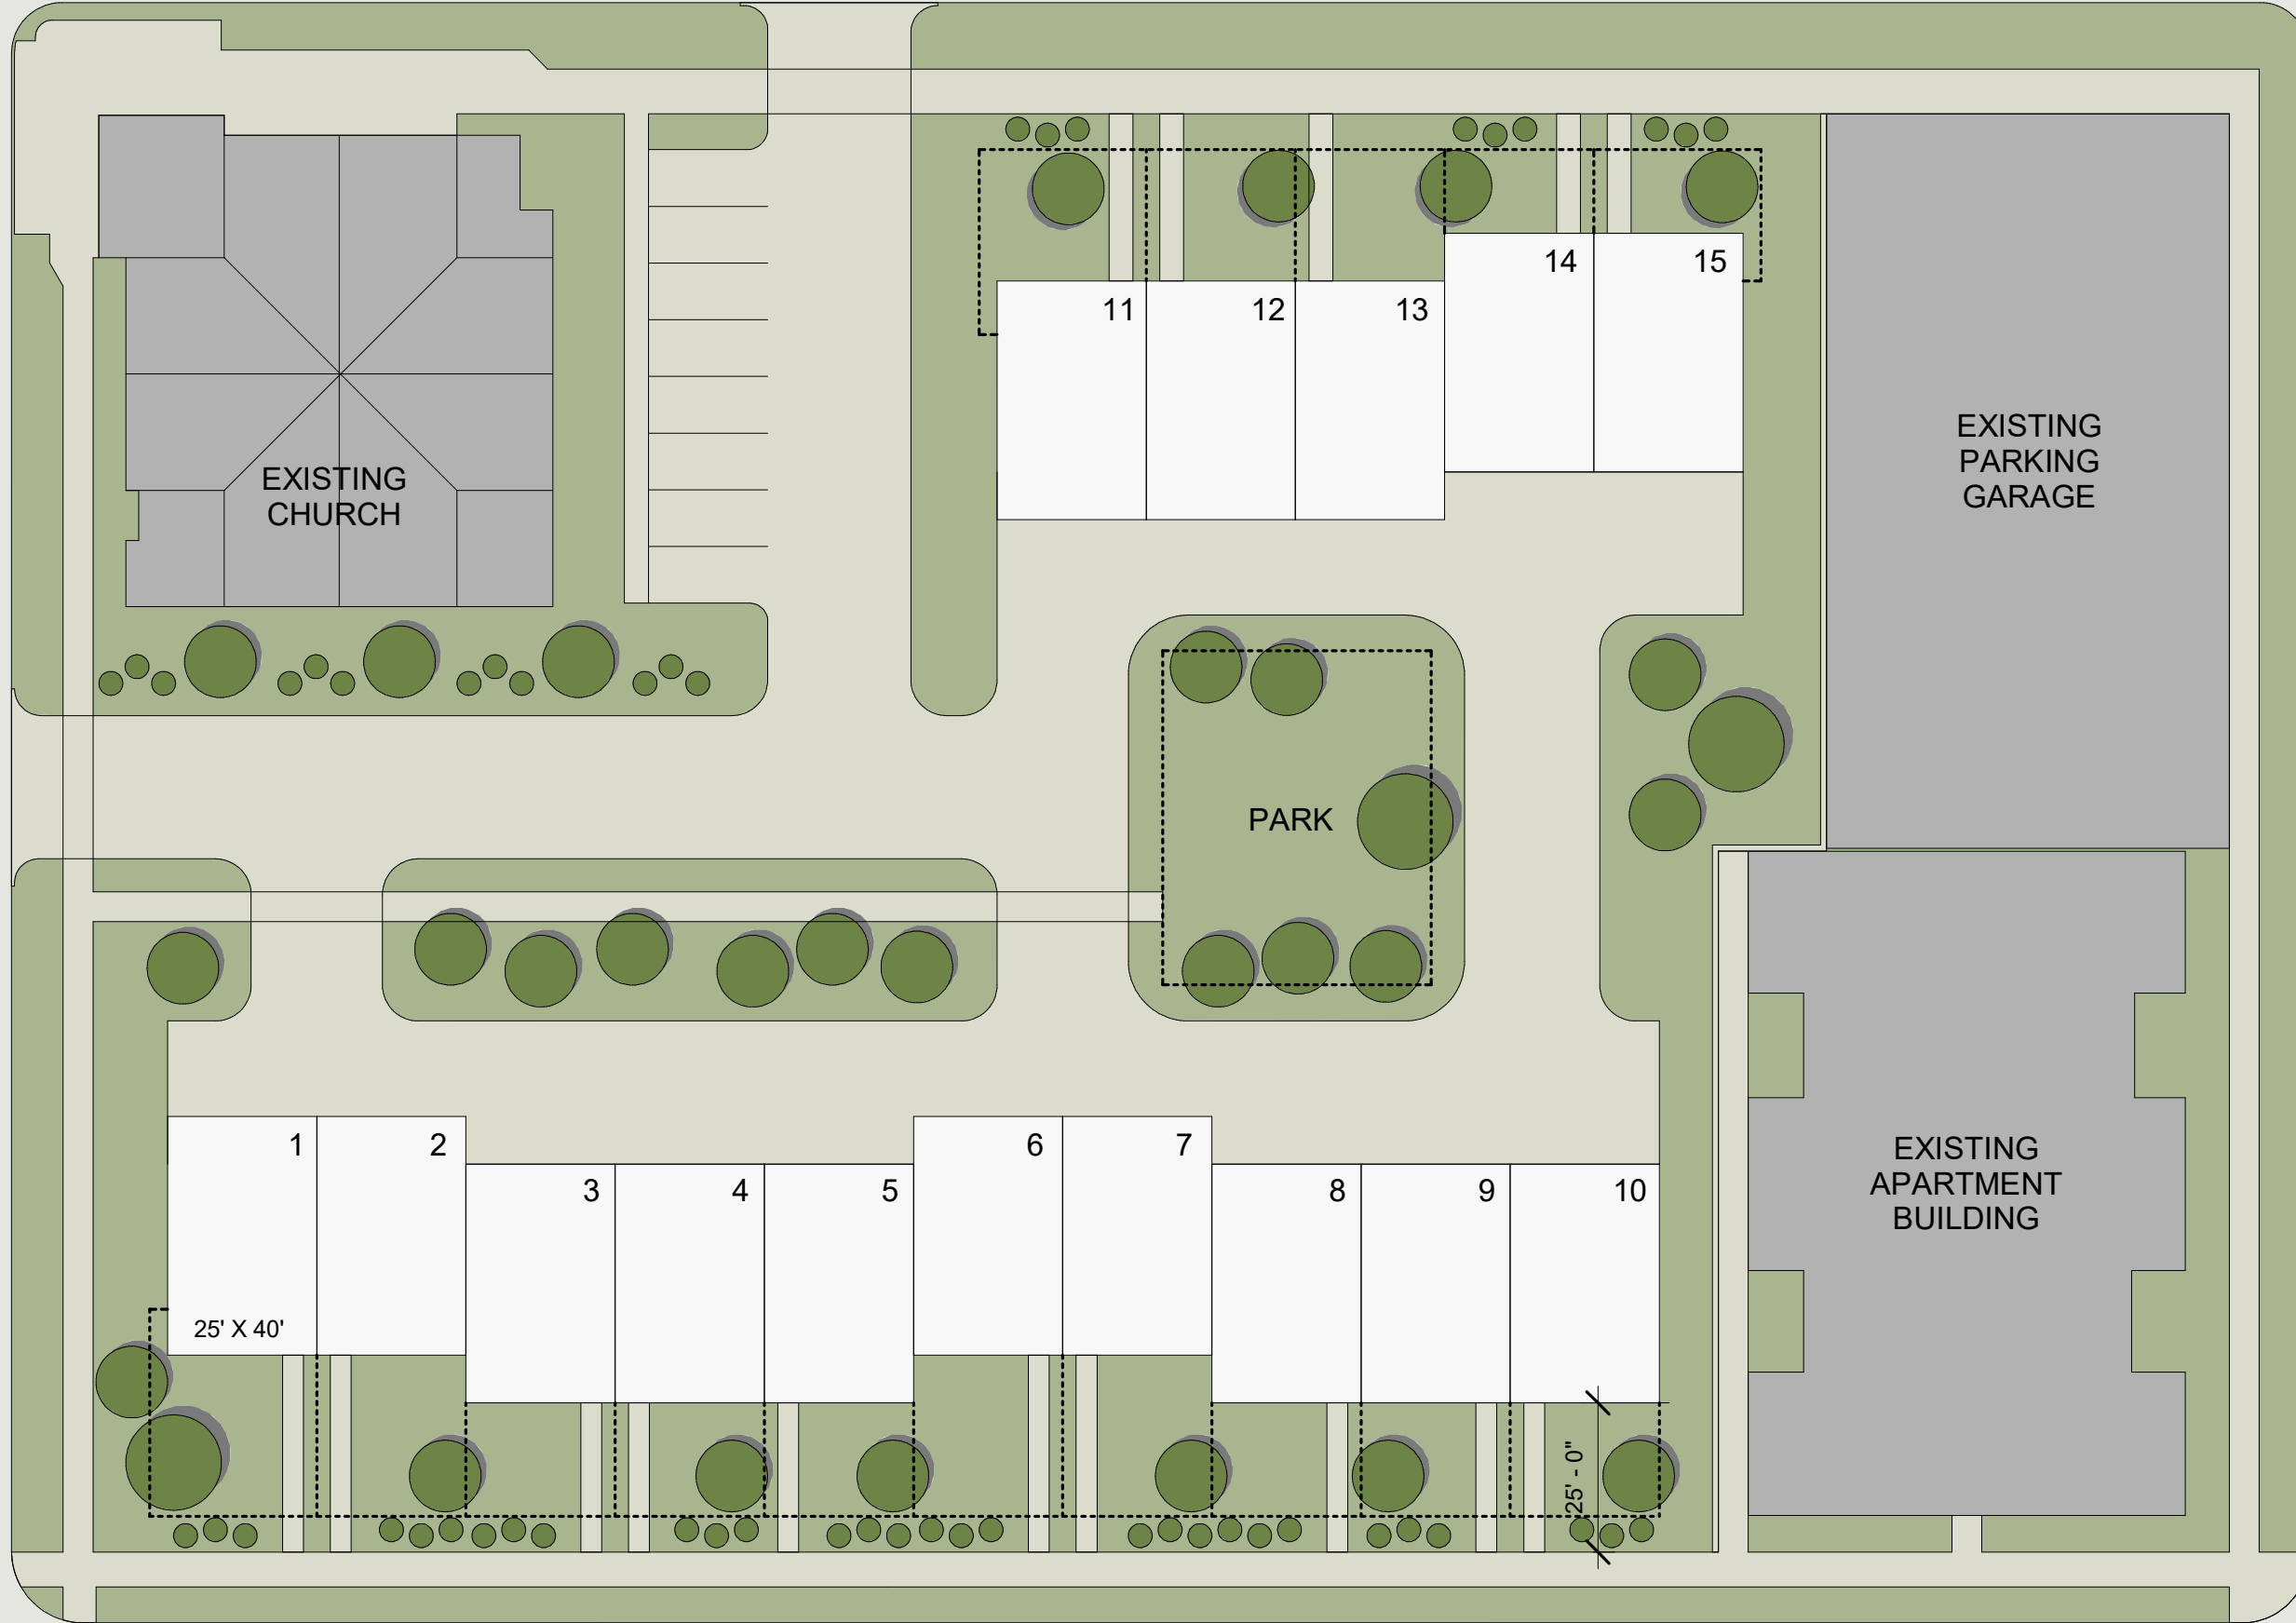 14
15
11
12
13
EXISTING
PARKING
GARAGE
EXISTING
CHURCH
PARK
1
2
6
7
3
4
5
8
9
10
EXISTING
APARTMENT
BUILDING
25' X 40'
25' - 0"